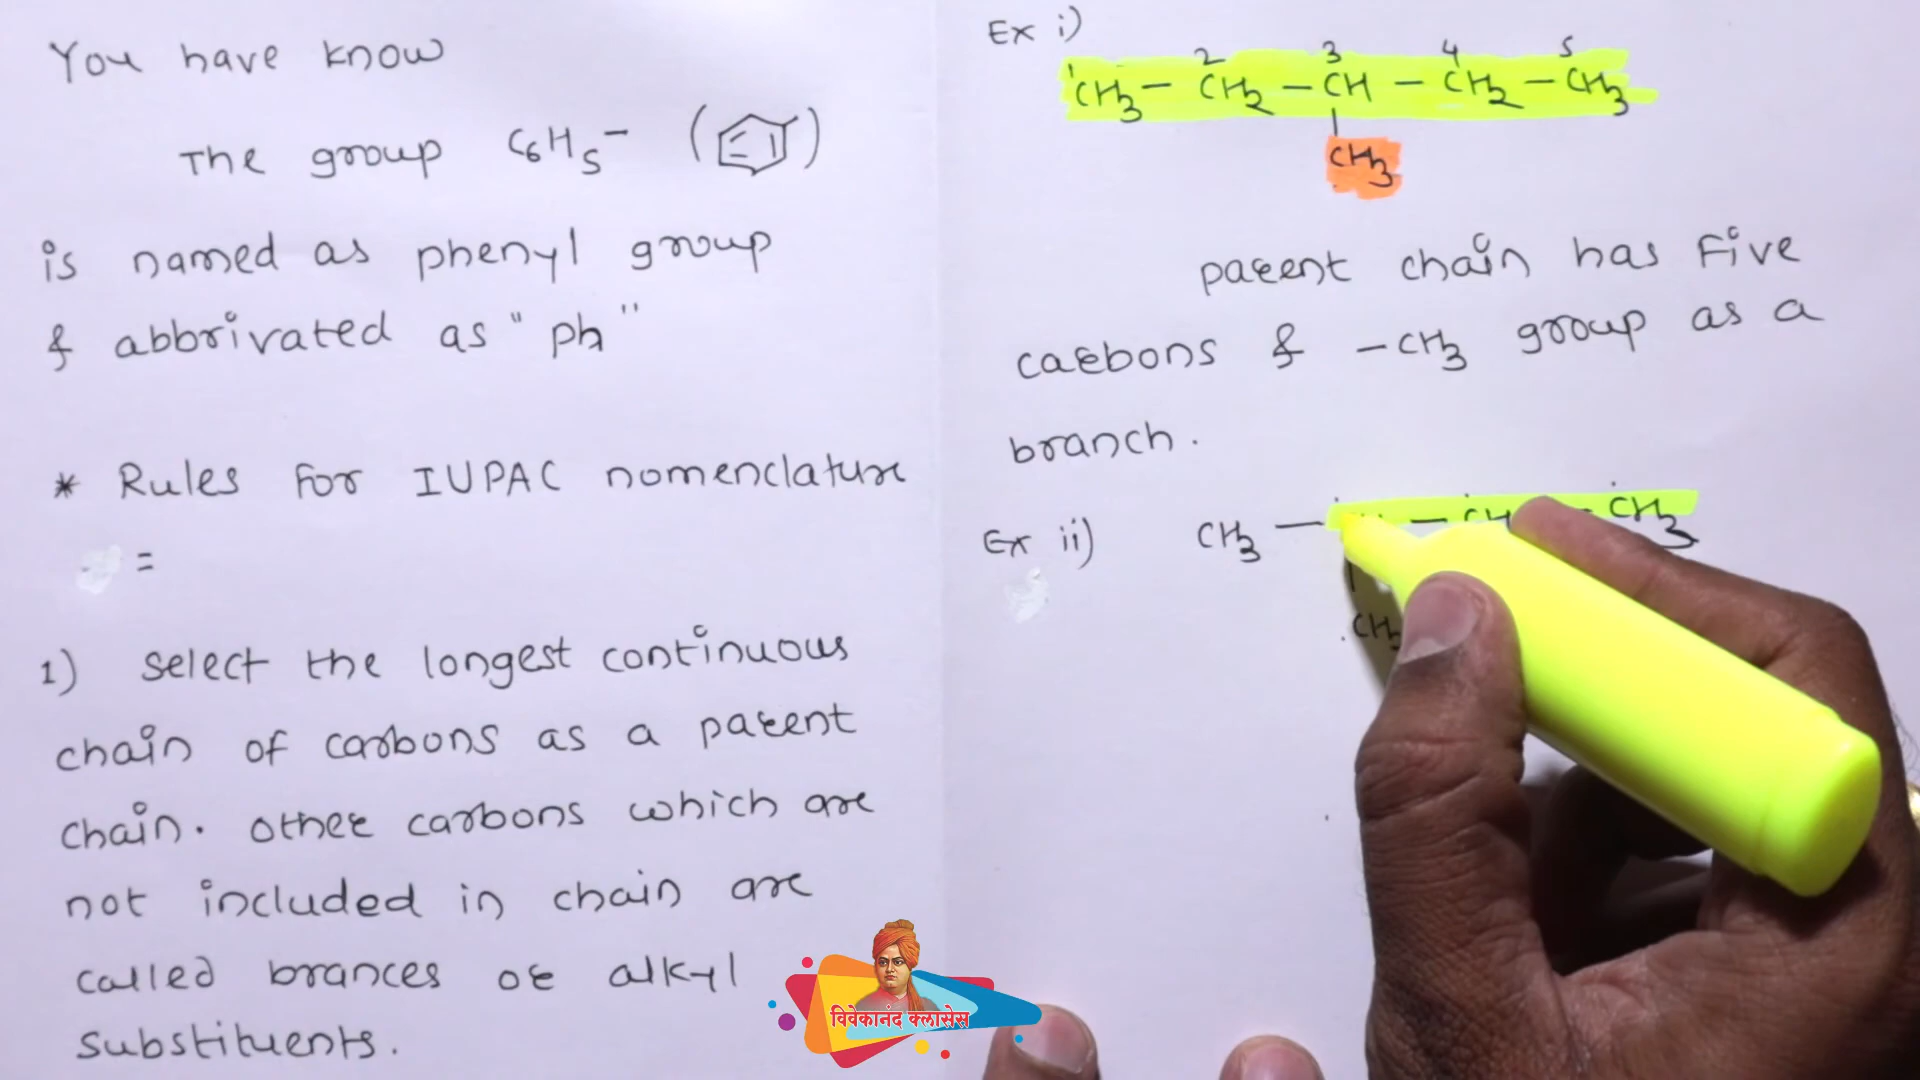 You have know
The group C6H5- ( )
is named as phenyl group
& abbrivated as "ph"
* Rules for IUPAC nomenclature
=
1) select the longest continuous
chain of carbons as a parent
chain. other carbons which are
not included in chain are
called brances or alkyl
substituents.
Ex i)
1 2 3 4 5
CH3 - CH2 - CH - CH2 - CH3
CH3
parent chain has Five
carbons & -CH3 group as a
branch.
Ex ii) CH3 - - CH - CH3
CH3
विवेकानंद क्लासेस